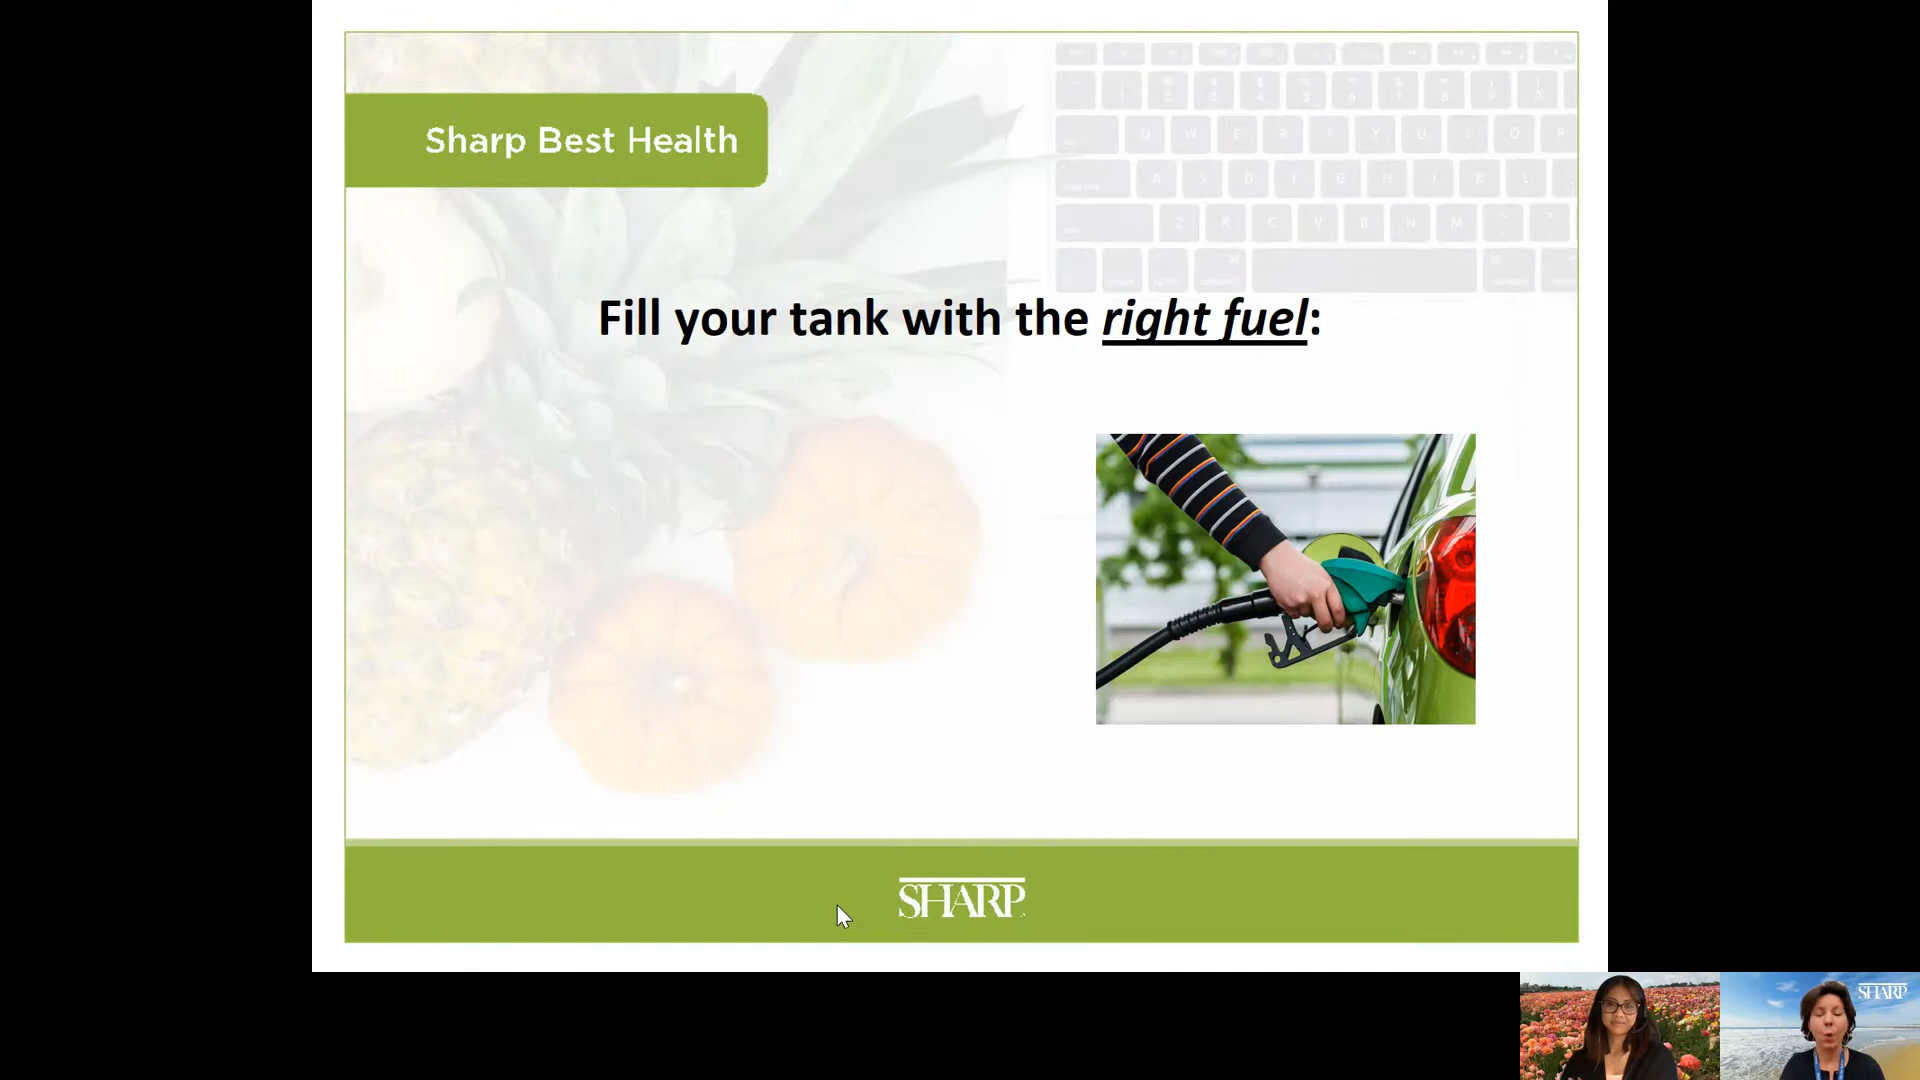 Sharp Best Health
Q W E R T Y U I O P
A S D F G H J K L
Z X C V B N M
Fill your tank with the right fuel:
SHARP
SHARP